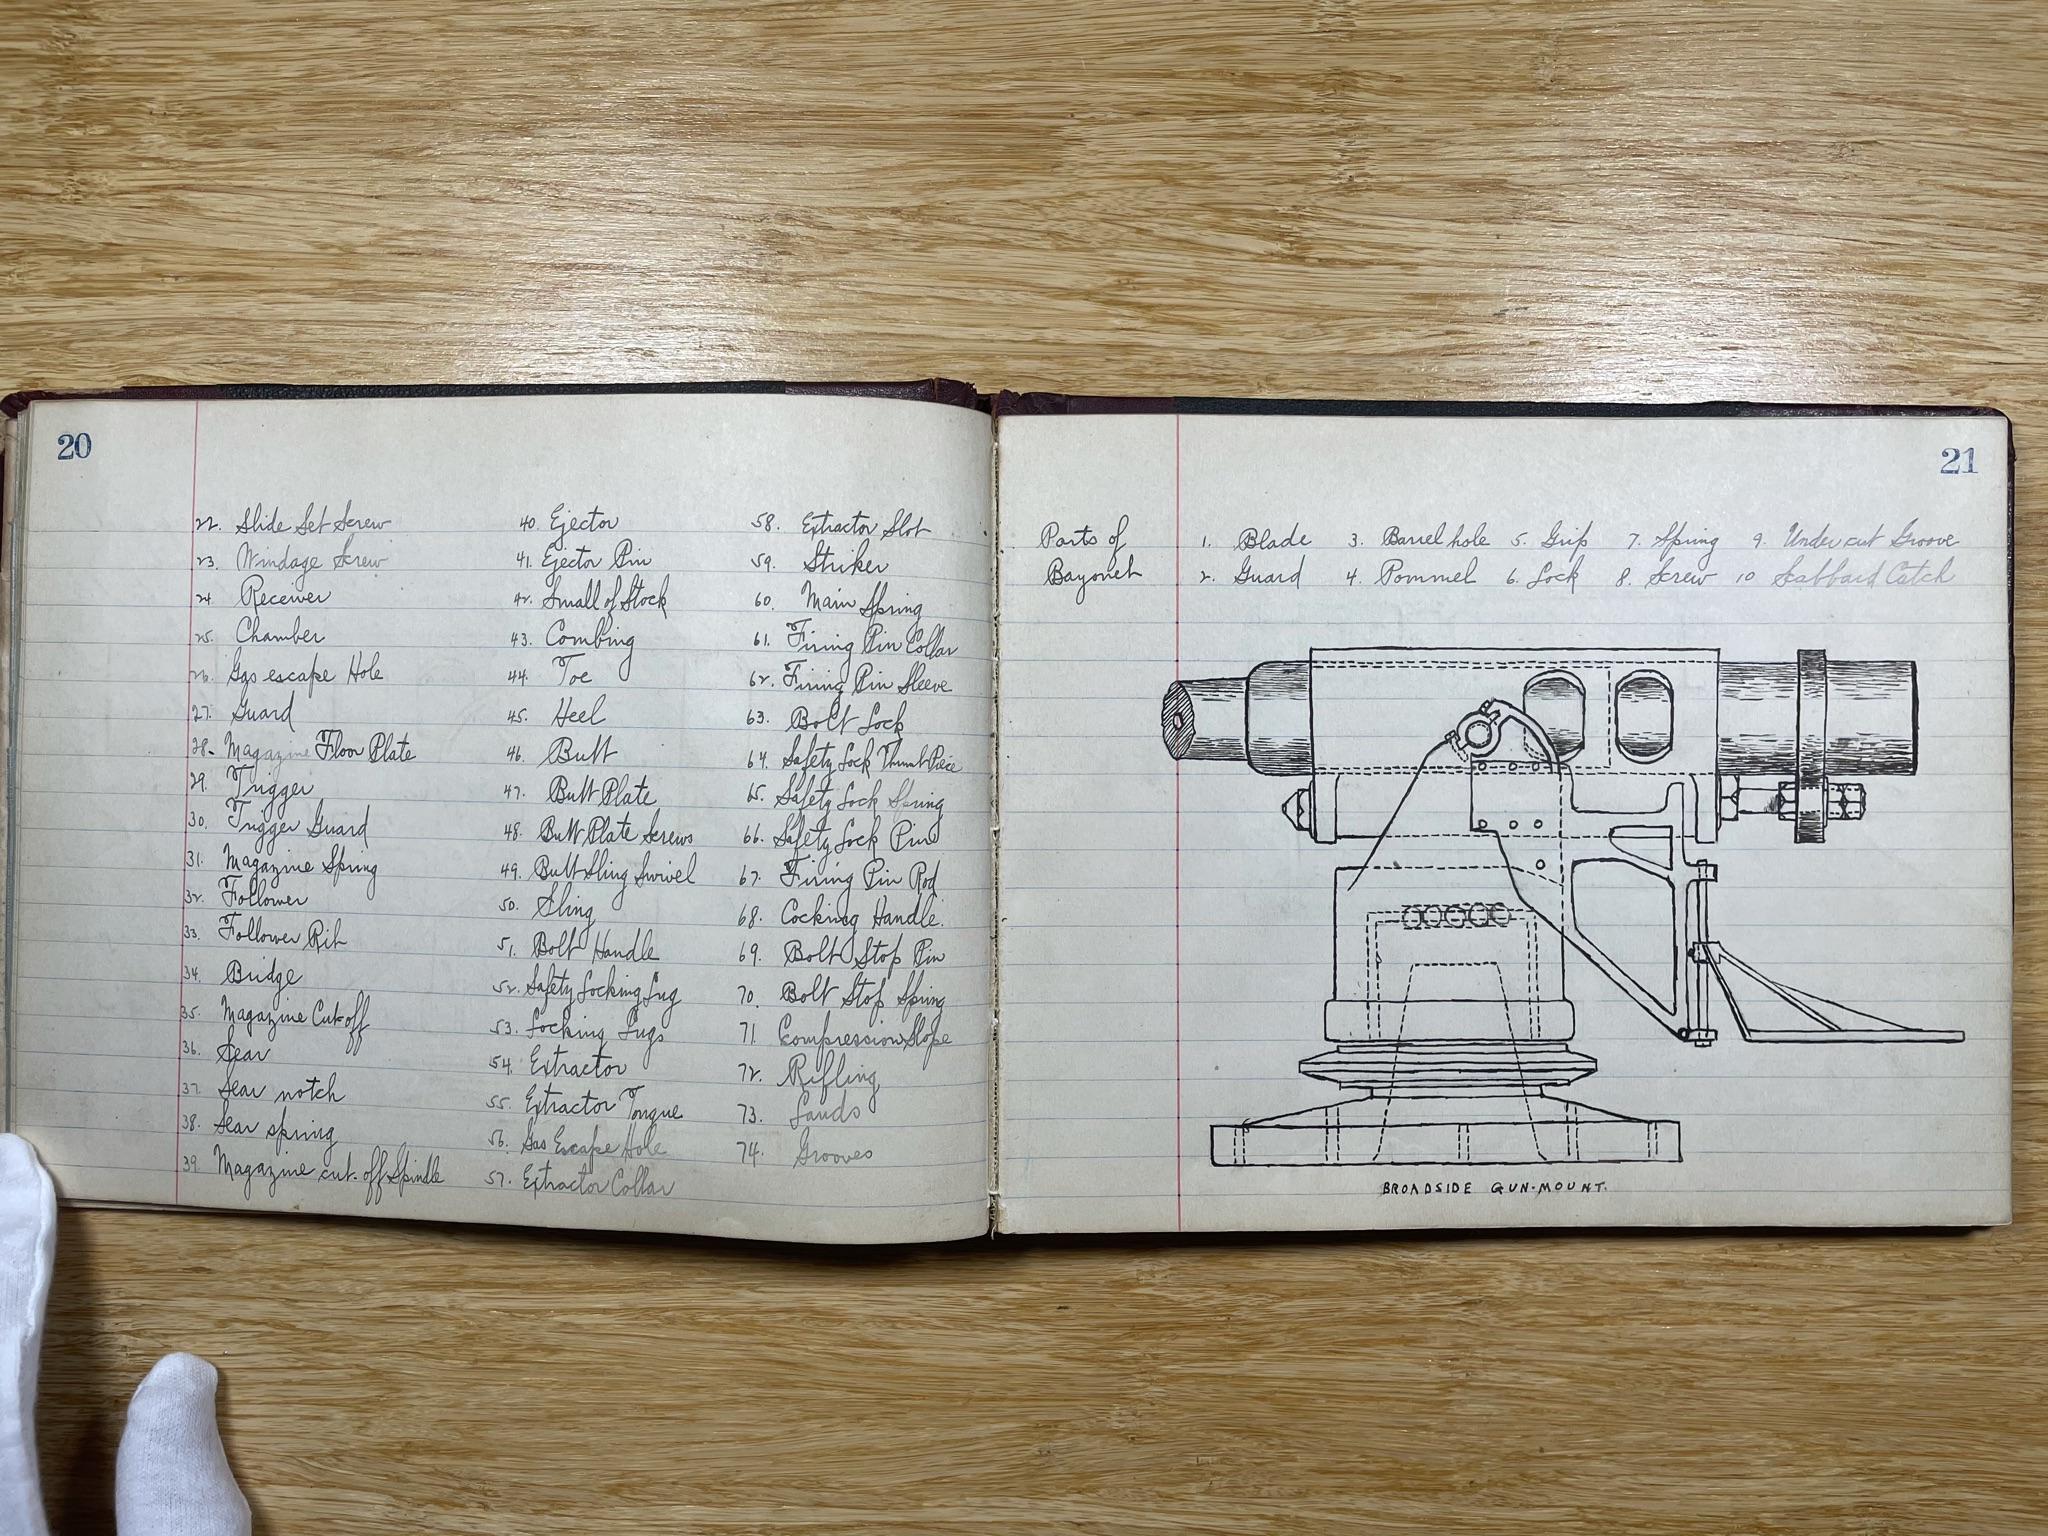 20
22. Slide Set Screw
23. Windage Screw
24 Receiver
25. Chamber
26. Gas escape Hole
27. Guard
28- Magazine Floor Plate
29. Trigger
30. Trigger Guard
31. Magazine Spring
32. Follower
33. Follower Rib
34. Bridge
35. Magazine Cut off
36. Sear
37. Sear notch
38. Sear spring
39. Magazine cut-off Spindle
40. Ejector
41. Ejector Pin
42. Small of Stock
43. Combing
44. Toe
45. Heel
46. Butt
47. Butt Plate
48. Butt Plate Screws
49. Butt Sling Swivel
50. Sling
51. Bolt Handle
52. Safety Locking Lug
53. Locking Lugs
54. Extractor
55. Extractor Tongue
56. Gas Escape Hole
57. Extractor Collar
58. Extractor Slot
59. Striker
60. Main Spring
61. Firing Pin Collar
62. Firing Pin Sleeve
63. Bolt Lock
64. Safety Lock Thumb Piece
65. Safety Lock Spring
66. Safety Lock Pin
67. Firing Pin Rod
68. Cocking Handle.
69. Bolt Stop Pin
70. Bolt Stop Spring
71. Compression Slope
72. Rifling
73. Lands
74. Grooves
21
Parts of Bayonet
1. Blade 3. Barrel hole 5. Grip 7. Spring 9. Under cut Groove
2. Guard 4. Pommel 6. Lock 8. Screw 10 Scabbard Catch
BROADSIDE GUN-MOUNT.